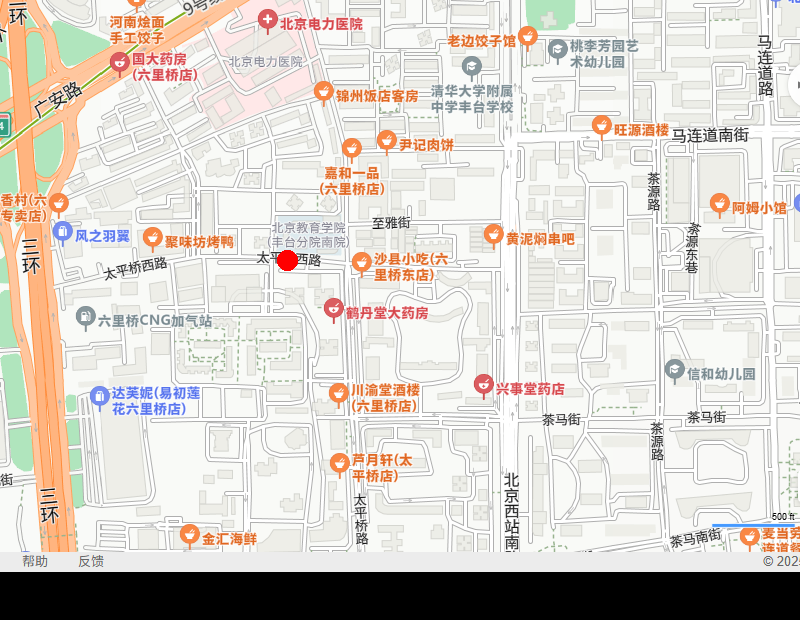 三环
9号线
河南烩面
手工饺子
北京电力医院
老边饺子馆
马连道路
国大药房
(六里桥店)
北京电力医院
桃李芳园艺
术幼儿园
清华大学附属
中学丰台学校
广安路
锦州饭店客房
旺源酒楼
马连道南街
尹记肉饼
嘉和一品
(六里桥店)
茶源路
香村(六
专卖店)
阿姆小馆
风之羽翼
聚味坊烤鸭
北京教育学院
(丰台分院南院)
至雅街
黄泥焖串吧
茶源东巷
三环
太平桥西路
太平
西路
沙县小吃(六
里桥东店)
六里桥CNG加气站
鹤丹堂大药房
信和幼儿园
达芙妮(易初莲
花六里桥店)
川渝堂酒楼
(六里桥店)
兴事堂药店
茶马街
茶马街
茶源路
芦月轩(太
平桥店)
街
三环
太平桥路
北京西站南
500 ft
金汇海鲜
茶马南街
麦当劳
连道餐
帮助
反馈
© 202